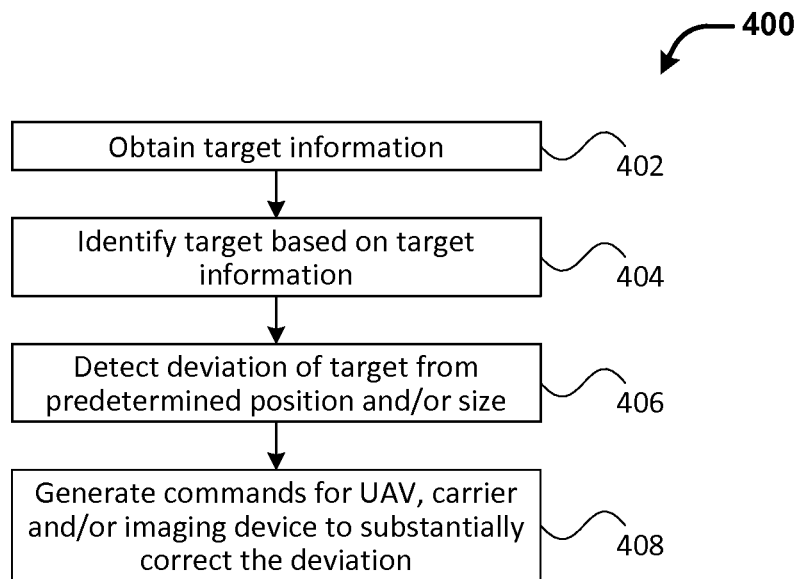 400
Obtain target information
402
Identify target based on target
information
404
Detect deviation of target from
predetermined position and/or size
406
Generate commands for UAV, carrier
and/or imaging device to substantially
correct the deviation
408